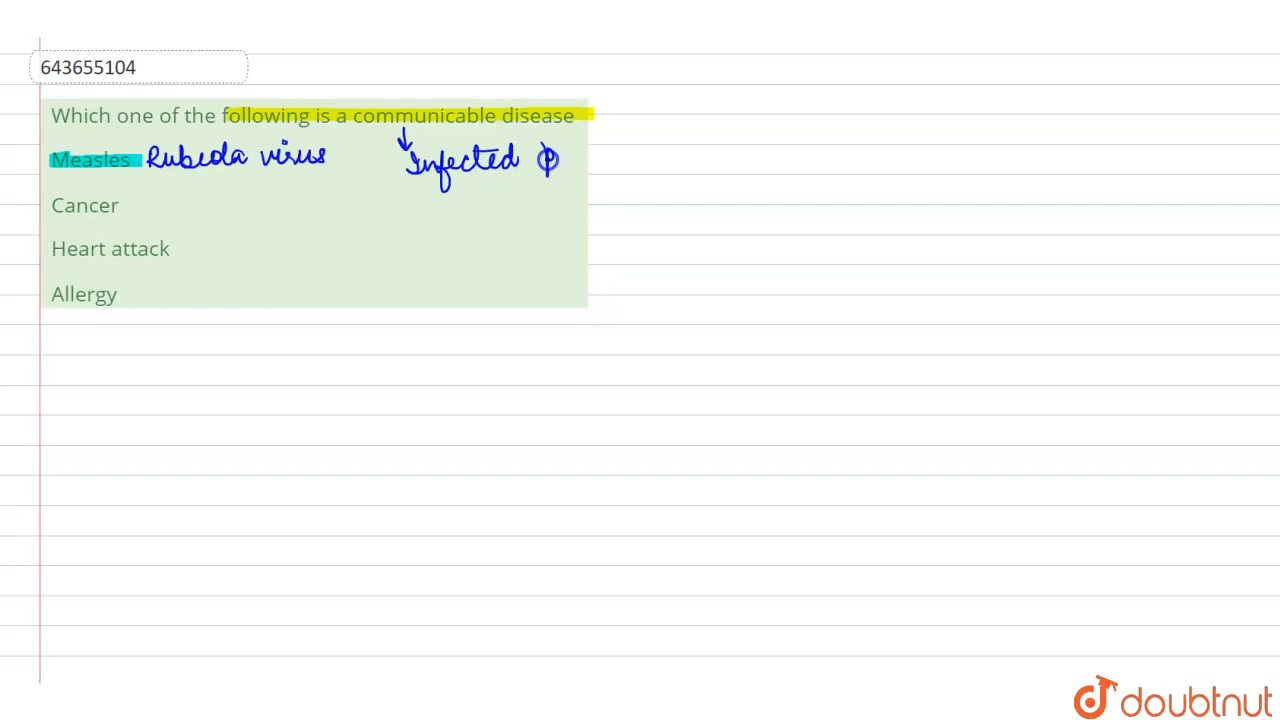 643655104
Which one of the following is a communicable disease
Measles Rubeola virus Infected p
Cancer
Heart attack
Allergy
doubtnut